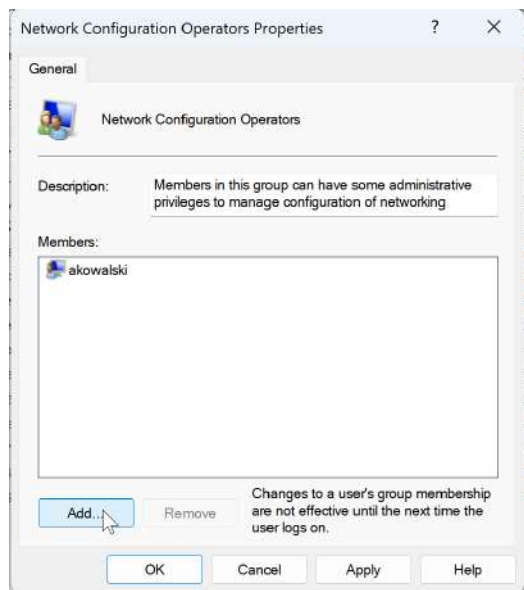 Network Configuration Operators Properties
?
General
Network Configuration Operators
Description:
Members in this group can have some administrative
privileges to manage configuration of networking
Members:
akowalski
Add...
Remove
Changes to a user's group membership
are not effective until the next time the
user logs on.
OK
Cancel
Apply
Help